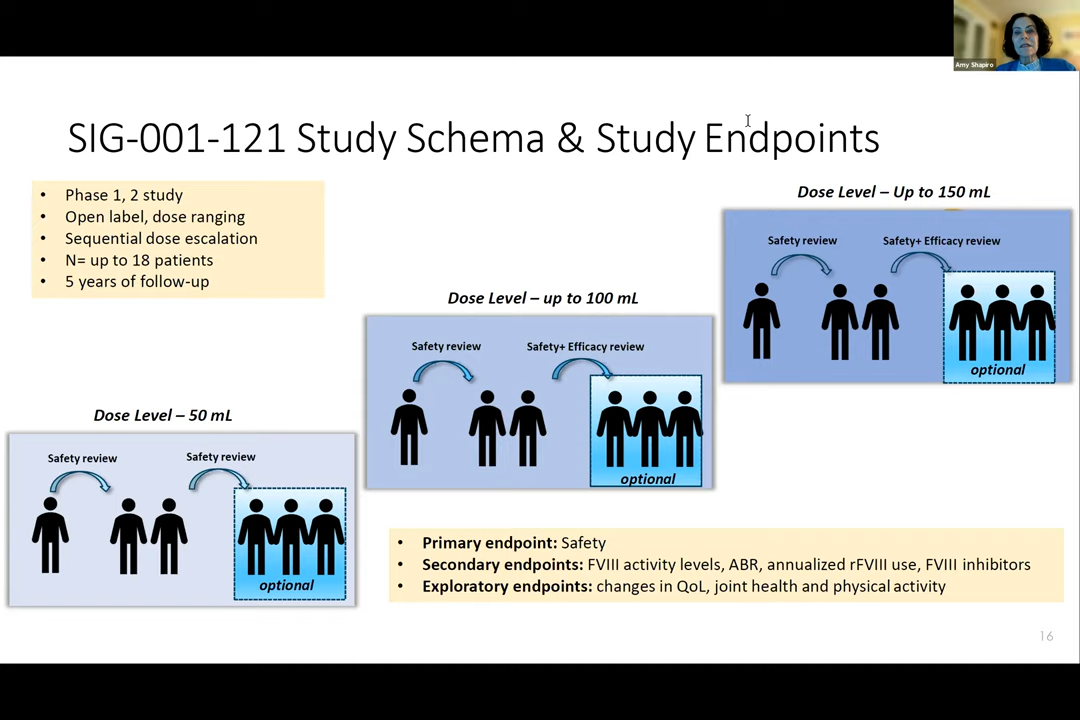 Amy Shapiro
SIG-001-121 Study Schema & Study Endpoints
• Phase 1, 2 study
• Open label, dose ranging
• Sequential dose escalation
• N= up to 18 patients
• 5 years of follow-up
Dose Level – 50 mL
Safety review
Safety review
optional
Dose Level – up to 100 mL
Safety review
Safety+ Efficacy review
optional
Dose Level – Up to 150 mL
Safety review
Safety+ Efficacy review
optional
• Primary endpoint: Safety
• Secondary endpoints: FVIII activity levels, ABR, annualized rFVIII use, FVIII inhibitors
• Exploratory endpoints: changes in QoL, joint health and physical activity
16